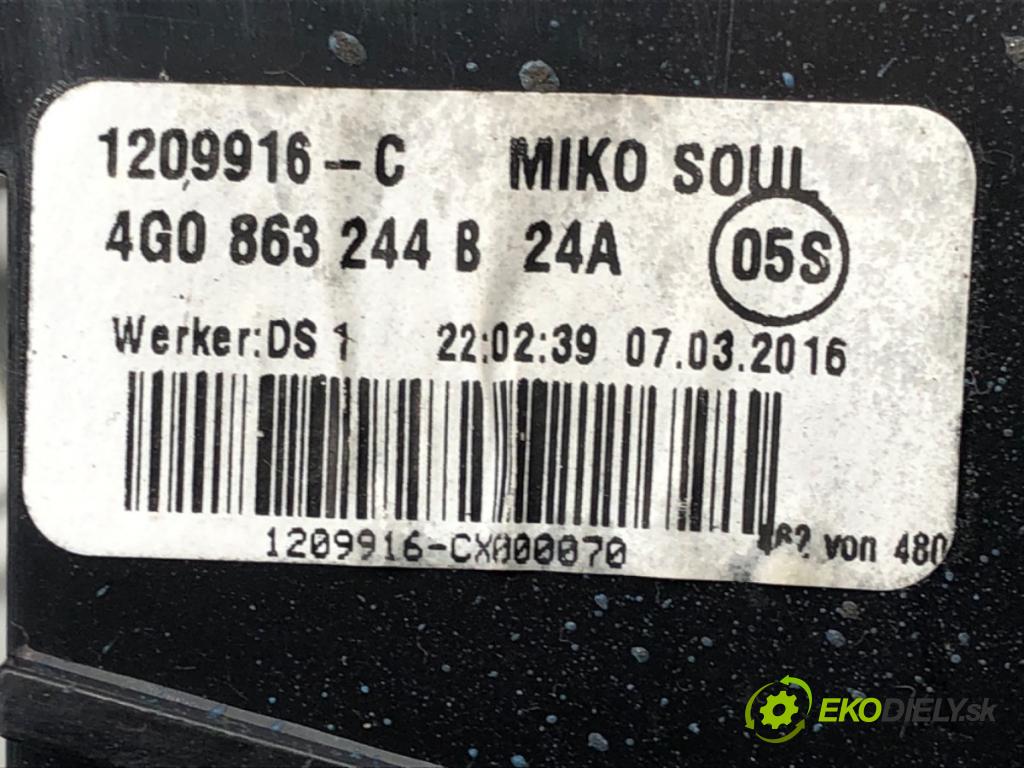 1209916-C MIKO SOUL
4G0 863 244 B 24A 05S
Werker:DS 1 22:02:39 07.03.2016
1209916-CX000070
von 480
EKODIELY.sk